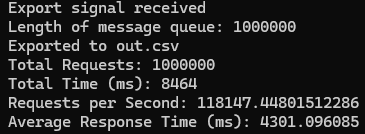 Export signal received
Length of message queue: 1000000
Exported to out.csv
Total Requests: 1000000
Total Time (ms): 8464
Requests per Second: 118147.44801512286
Average Response Time (ms): 4301.096085